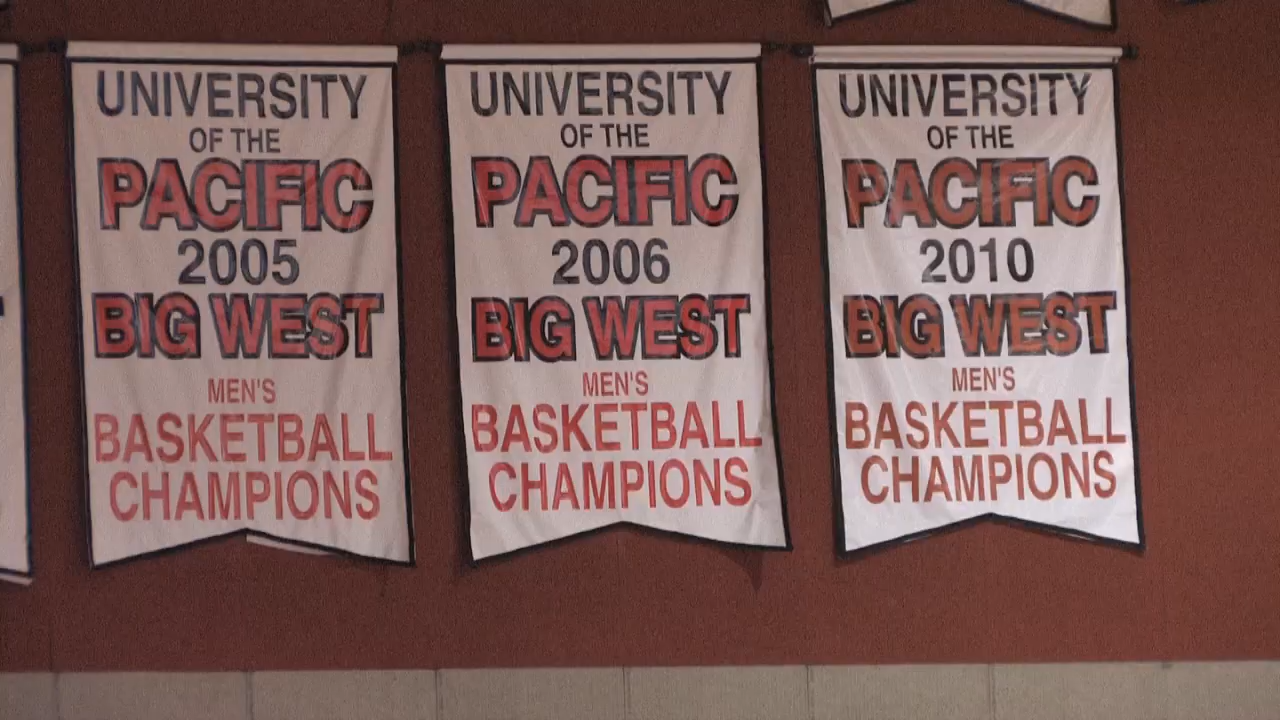 UNIVERSITY
OF THE
PACIFIC
2005
BIG WEST
MEN'S
BASKETBALL
CHAMPIONS
UNIVERSITY
OF THE
PACIFIC
2006
BIG WEST
MEN'S
BASKETBALL
CHAMPIONS
UNIVERSITY
OF THE
PACIFIC
2010
BIG WEST
MEN'S
BASKETBALL
CHAMPIONS